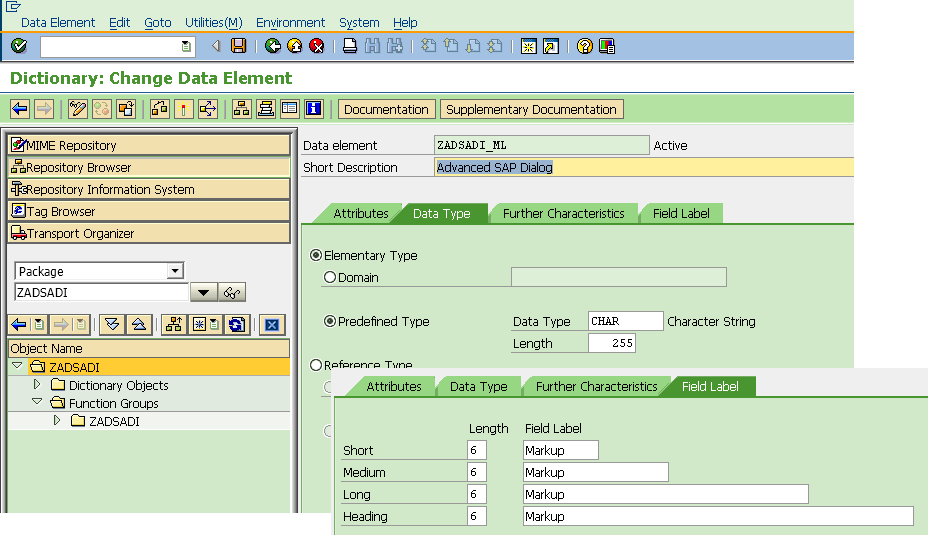 Data Element Edit Goto Utilities(M) Environment System Help
Dictionary: Change Data Element
Documentation Supplementary Documentation
MIME Repository
Repository Browser
Repository Information System
Tag Browser
Transport Organizer
Package
ZADSADI
Object Name
ZADSADI
Dictionary Objects
Function Groups
ZADSADI
Data element ZADSADI_ML Active
Short Description Advanced SAP Dialog
Attributes Data Type Further Characteristics Field Label
Elementary Type
Domain
Predefined Type Data Type CHAR Character String
Length 255
Reference Type
Attributes Data Type Further Characteristics Field Label
Length Field Label
Short 6 Markup
Medium 6 Markup
Long 6 Markup
Heading 6 Markup